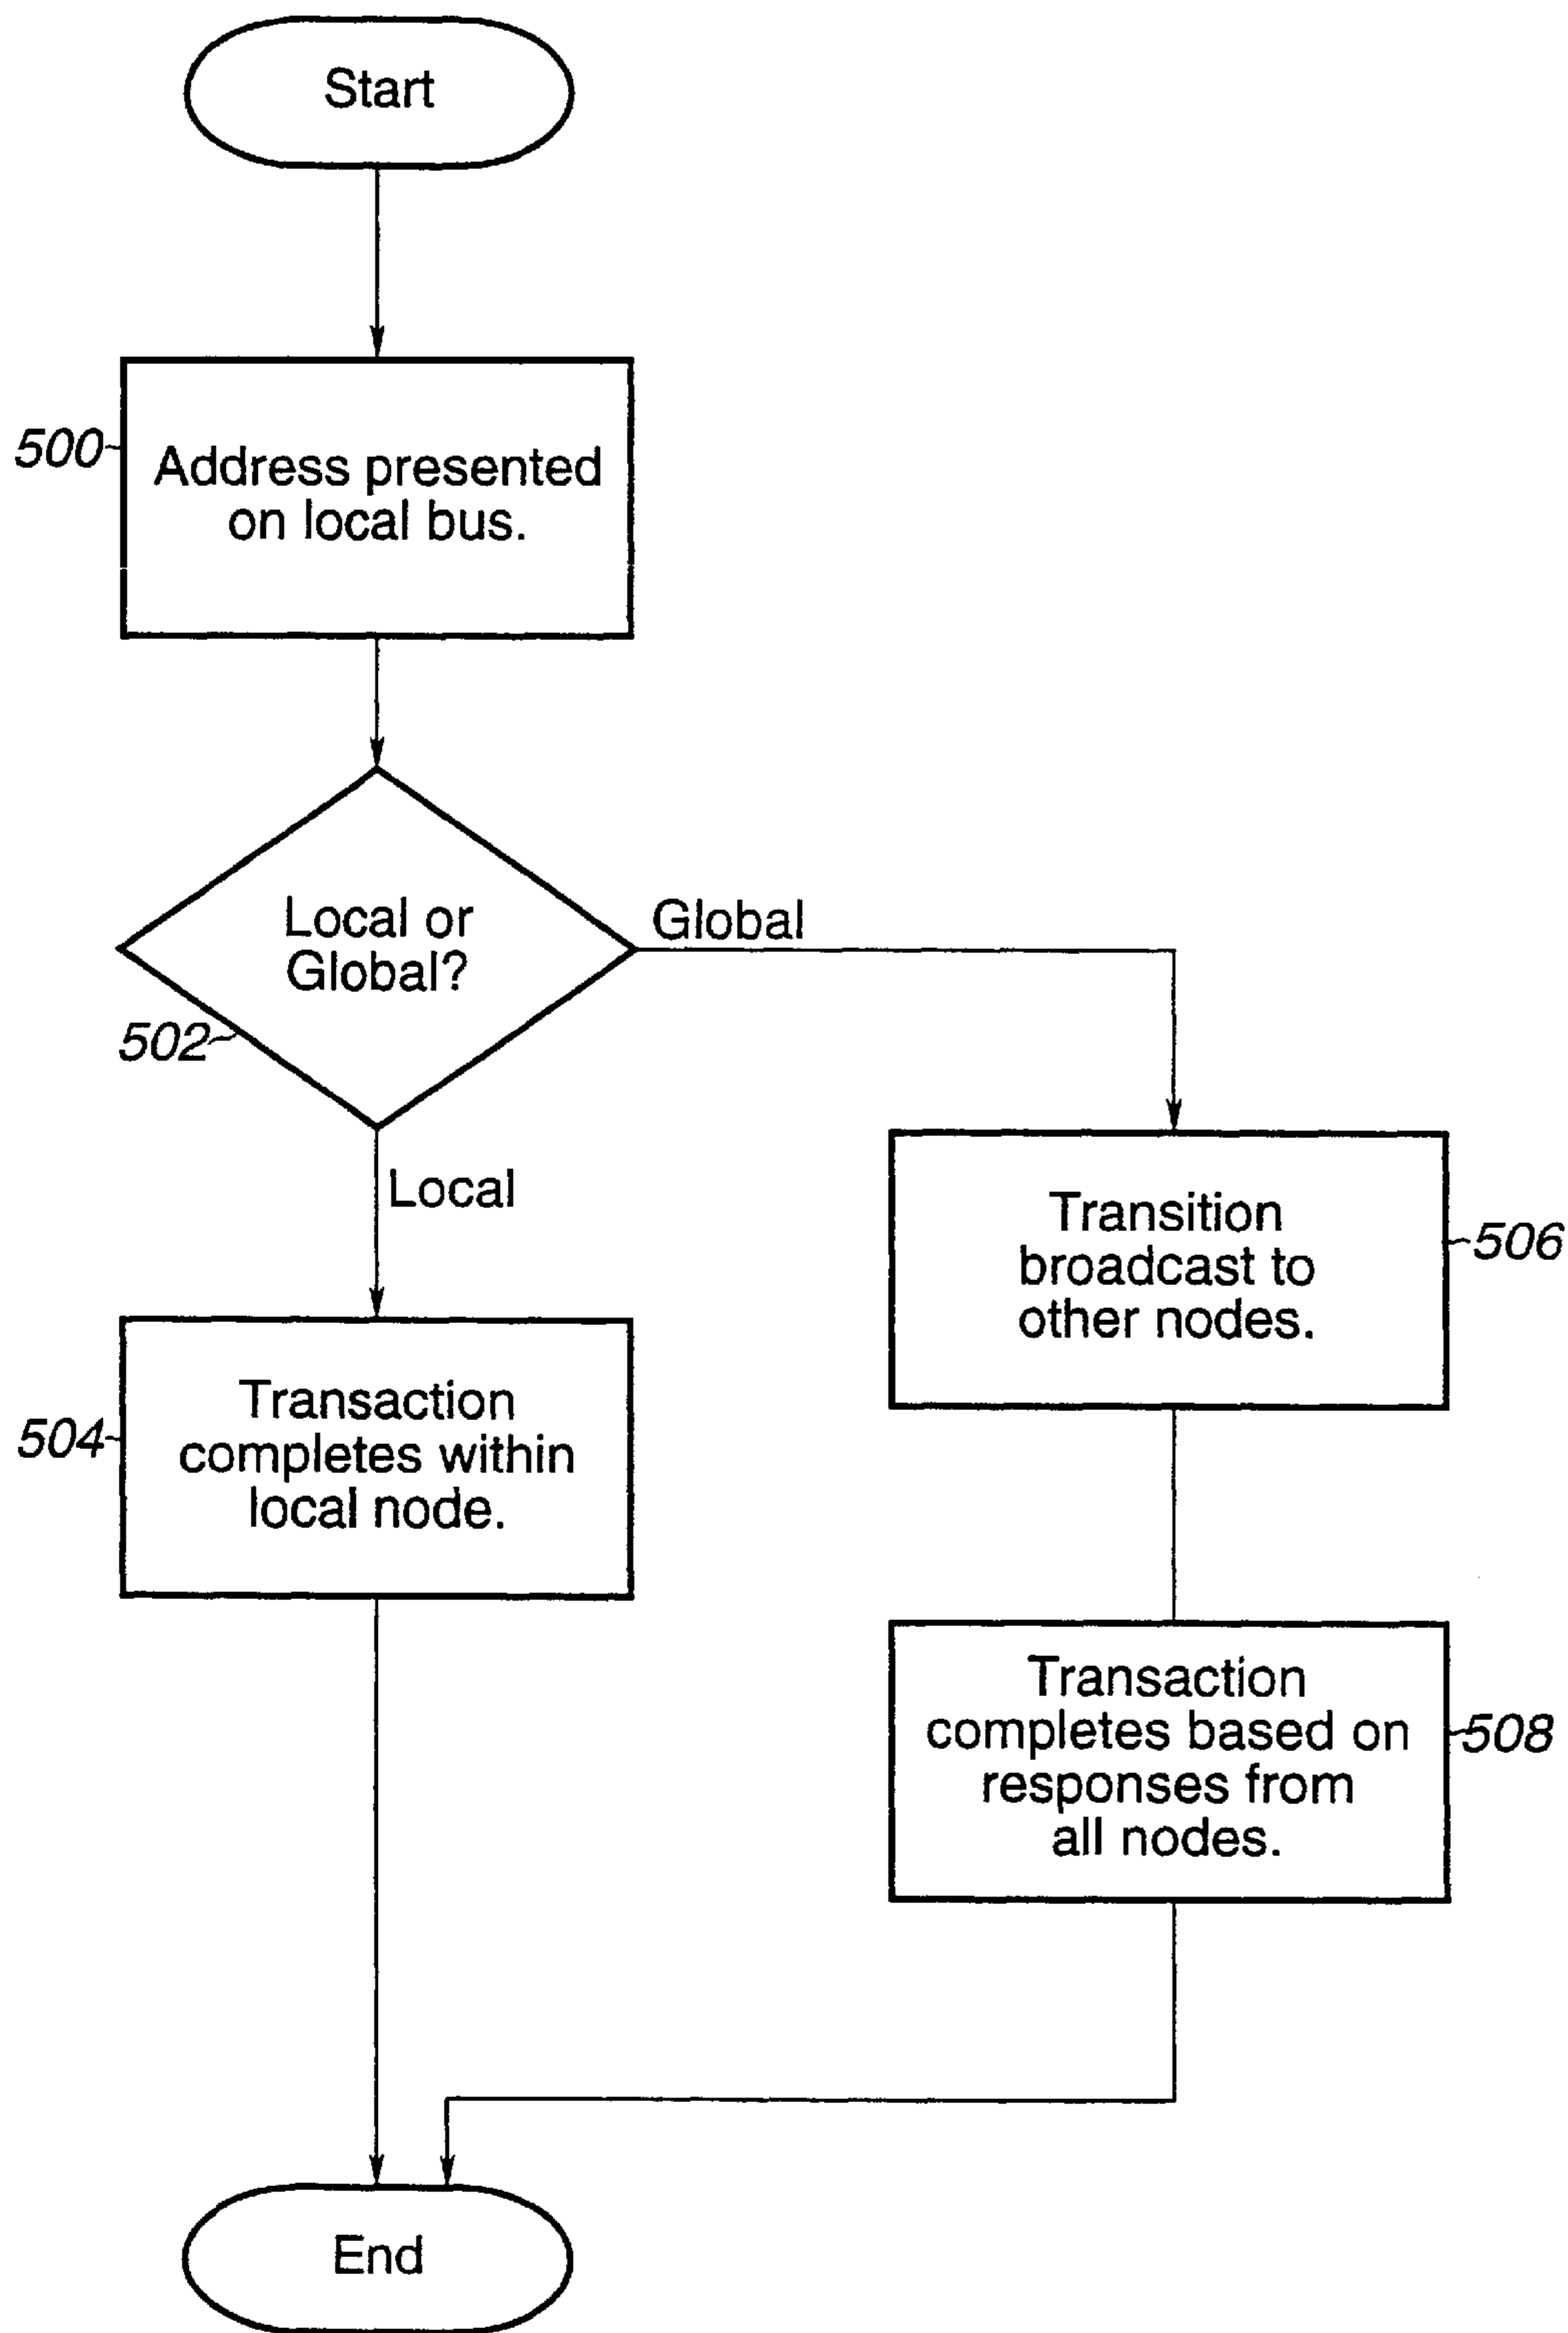 Start
500
Address presented
on local bus.
Local or
Global?
502
Global
Local
Transition
broadcast to
other nodes.
506
504
Transaction
completes within
local node.
Transaction
completes based on
responses from
all nodes.
508
End